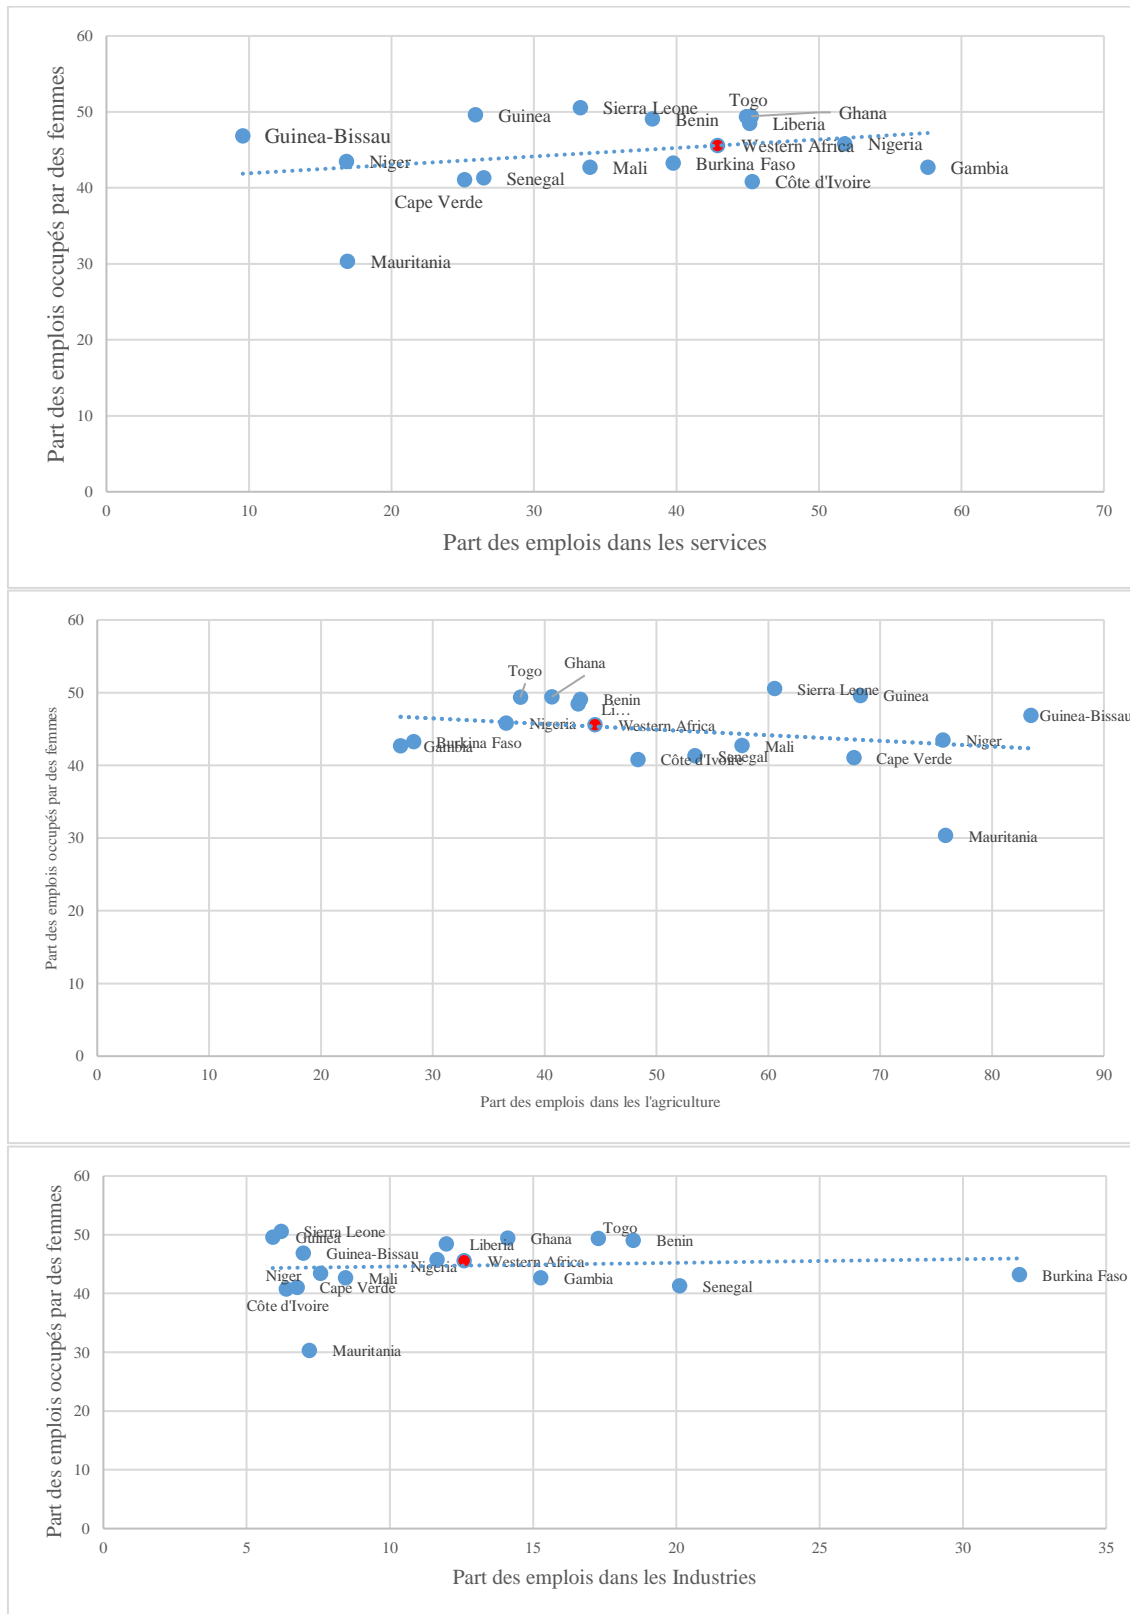 60
50
40
30
20
10
0
Part des emplois occupés par des femmes
Togo
Guinea
Sierra Leone
Ghana
Benin
Liberia
Guinea-Bissau
Western Africa
Nigeria
Niger
Mali
Burkina Faso
Gambia
Senegal
Côte d'Ivoire
Cape Verde
Mauritania
0 10 20 30 40 50 60 70
Part des emplois dans les services
60
50
40
30
20
10
0
Part des emplois occupés par des femmes
Togo
Ghana
Sierra Leone
Guinea
Benin
Li…
Guinea-Bissau
Nigeria
Western Africa
Burkina Faso
Gambia
Niger
Mali
Côte d'Ivoire
Senegal
Cape Verde
Mauritania
0 10 20 30 40 50 60 70 80 90
Part des emplois dans les l'agriculture
60
50
40
30
20
10
0
Part des emplois occupés par des femmes
Togo
Sierra Leone
Guinea
Ghana
Benin
Liberia
Guinea-Bissau
Western Africa
Nigeria
Niger
Mali
Gambia
Burkina Faso
Cape Verde
Senegal
Côte d'Ivoire
Mauritania
0 5 10 15 20 25 30 35
Part des emplois dans les Industries